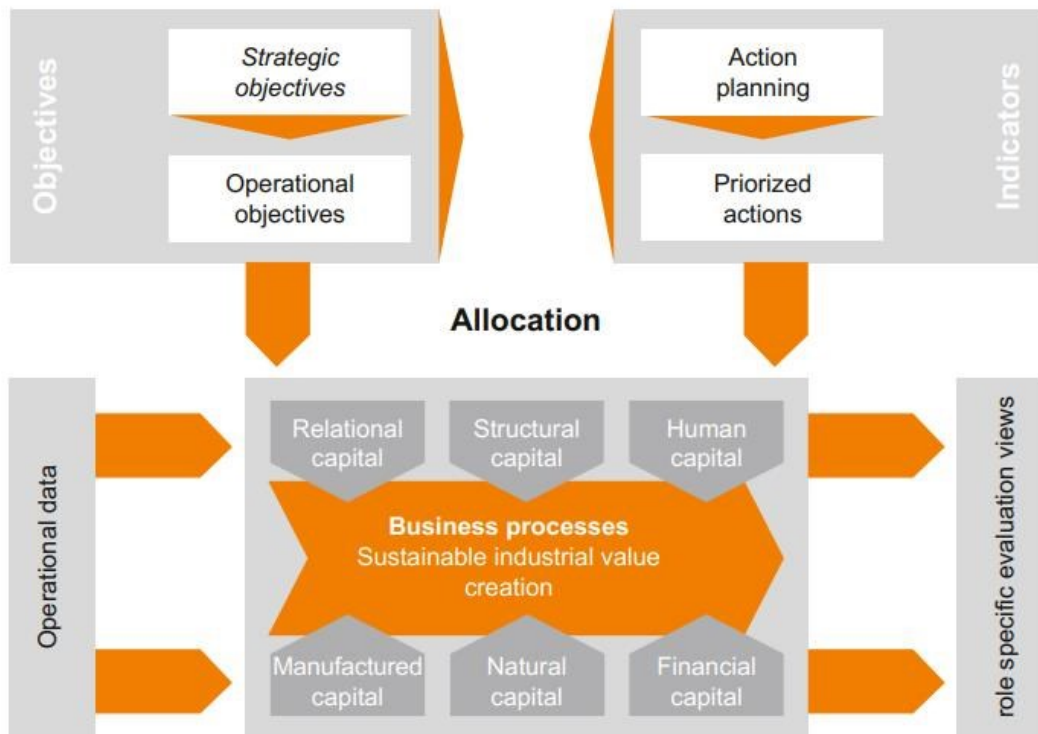 Objectives
Strategic
objectives
Operational
objectives
Action
planning
Priorized
actions
Indicators
Allocation
Operational data
Relational
capital
Structural
capital
Human
capital
Business processes
Sustainable industrial value
creation
Manufactured
capital
Natural
capital
Financial
capital
role specific evaluation views